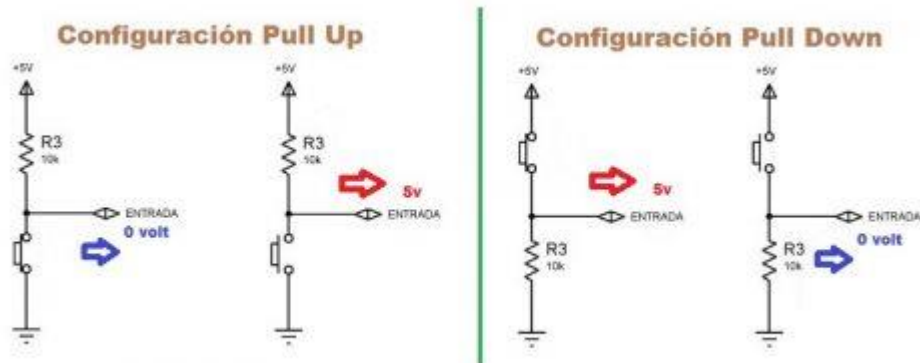 Configuración Pull Up
+5V
R3
10k
ENTRADA
0 volt
+5V
R3
10k
5v
ENTRADA
Configuración Pull Down
+5V
5v
ENTRADA
R3
10k
+5V
ENTRADA
0 volt
R3
10k